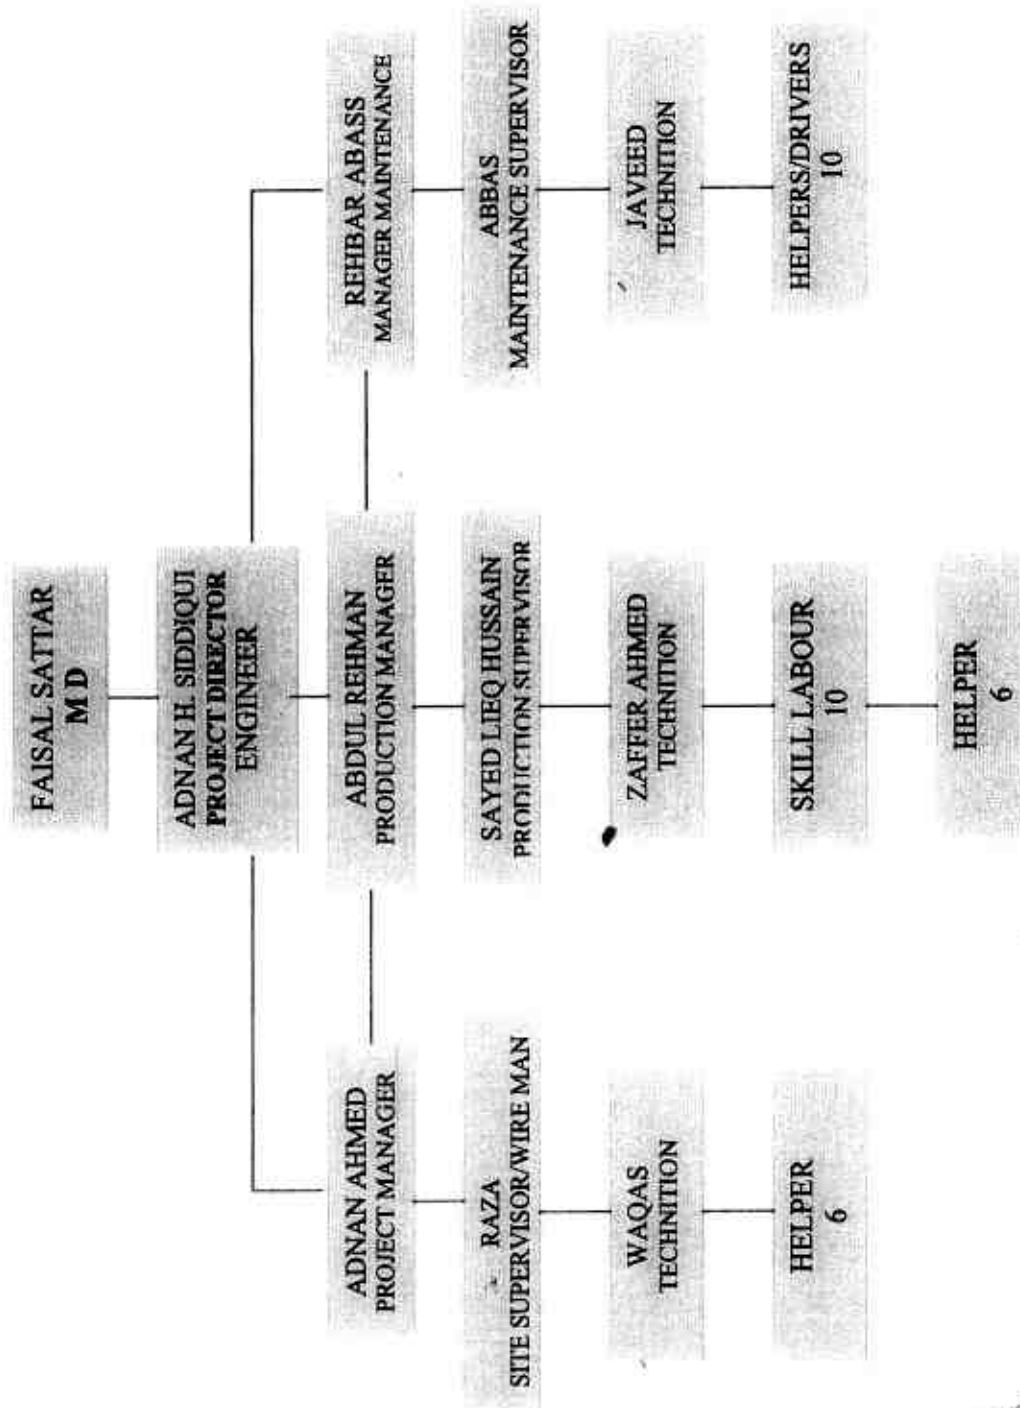 FAISAL SATTAR
M D
ADNAN H. SIDDIQUI
PROJECT DIRECTOR
ENGINEER
ADNAN AHMED
PROJECT MANAGER
ABDUL REHMAN
PRODUCTION MANAGER
REHBAR ABASS
MANAGER MAINTENANCE
RAZA
SITE SUPERVISOR/WIRE MAN
SAYED LIEQ HUSSAIN
PRODUCTION SUPERVISOR
ABBAS
MAINTENANCE SUPERVISOR
WAQAS
TECHNITION
ZAFFER AHMED
TECHNITION
JAVEED
TECHNITION
HELPER
6
SKILL LABOUR
10
HELPERS/DRIVERS
10
HELPER
6